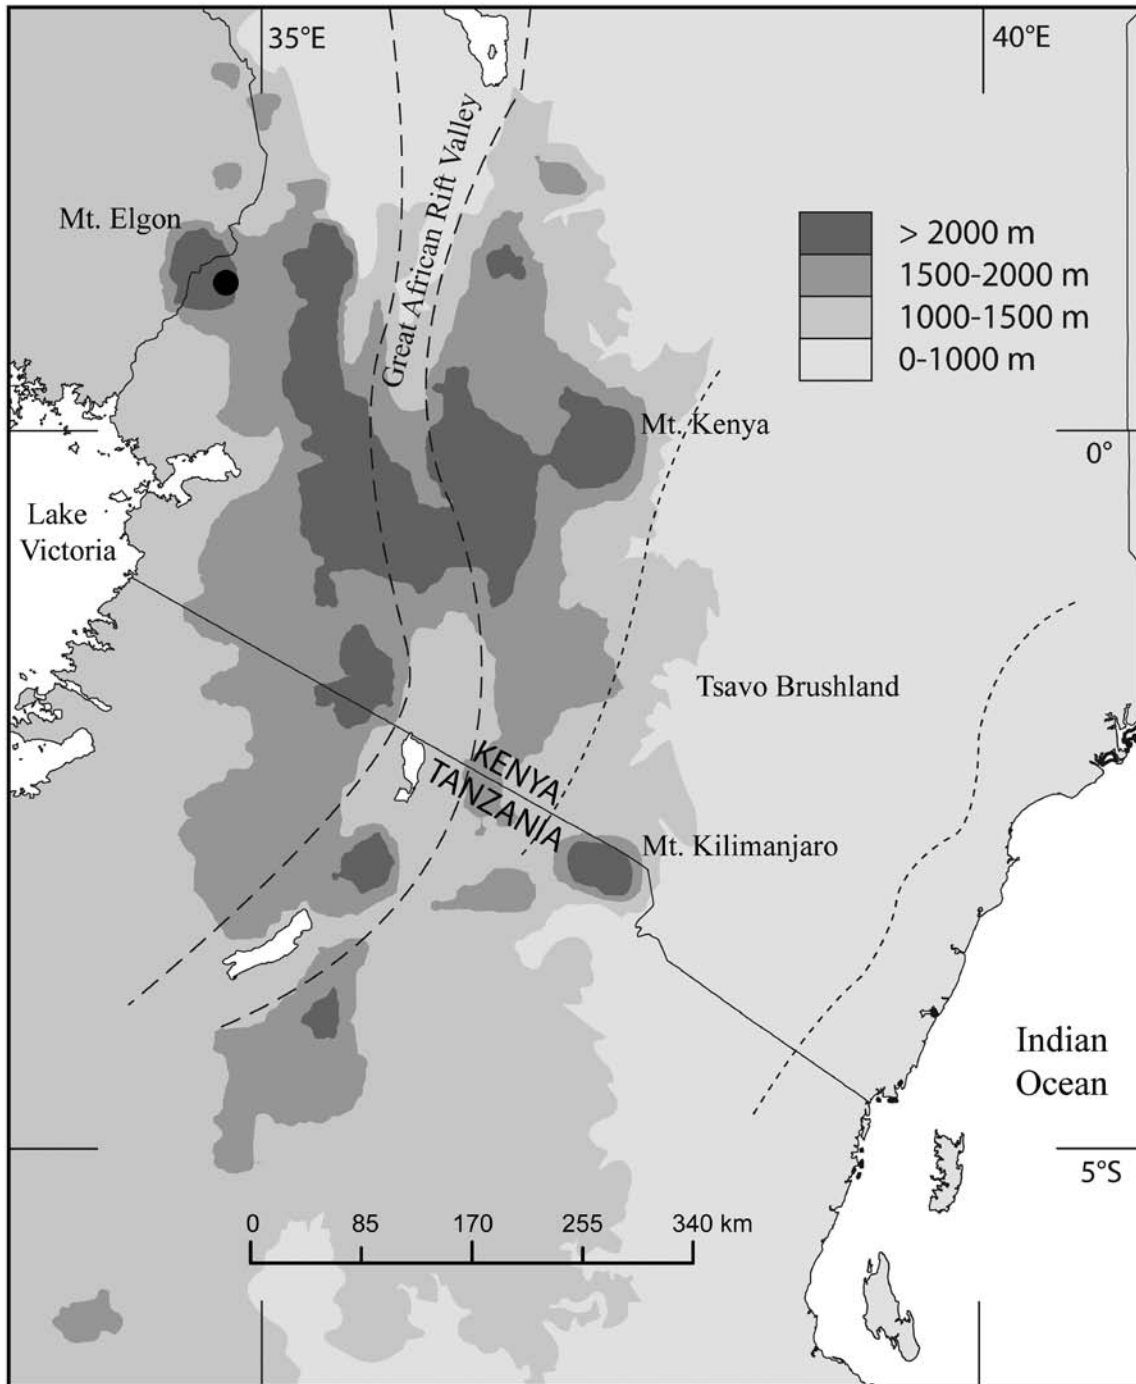 35°E
40°E
Great African Rift Valley
Mt. Elgon
> 2000 m
1500-2000 m
1000-1500 m
0-1000 m
Mt. Kenya
0°
Lake
Victoria
Tsavo Brushland
KENYA
TANZANIA
Mt. Kilimanjaro
Indian
Ocean
5°S
0 85 170 255 340 km